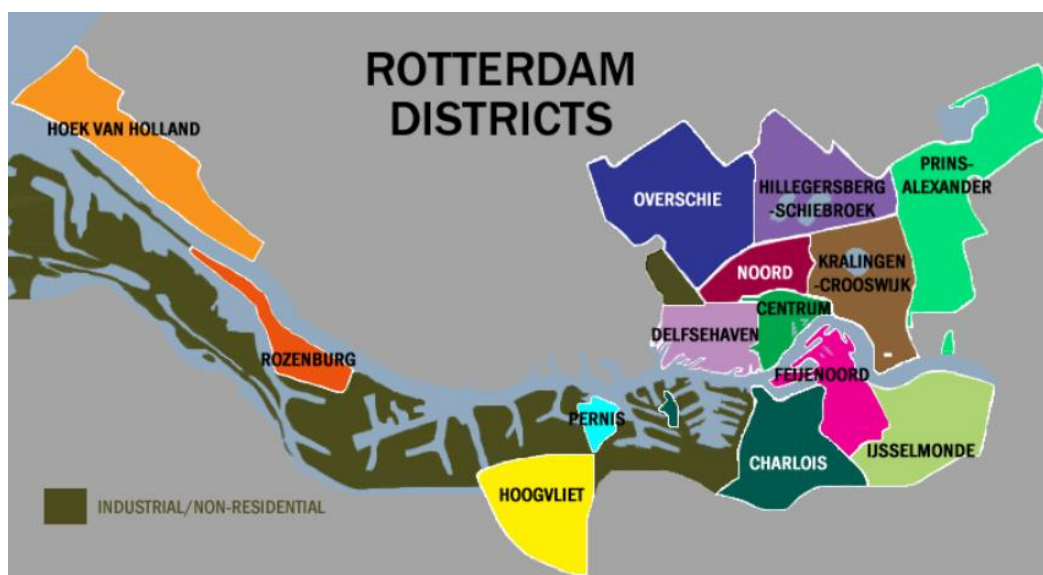 ROTTERDAM
DISTRICTS
HOEK VAN HOLLAND
OVERSCHIE
HILLEGERSBERG
-SCHIEBROEK
PRINS-
ALEXANDER
NOORD
KRALINGEN
-CROOSWIJK
CENTRUM
DELFSEHAVEN
ROZENBURG
FEIJENOORD
PERNIS
IJSSELMONDE
CHARLOIS
HOOGVLIET
INDUSTRIAL/NON-RESIDENTIAL